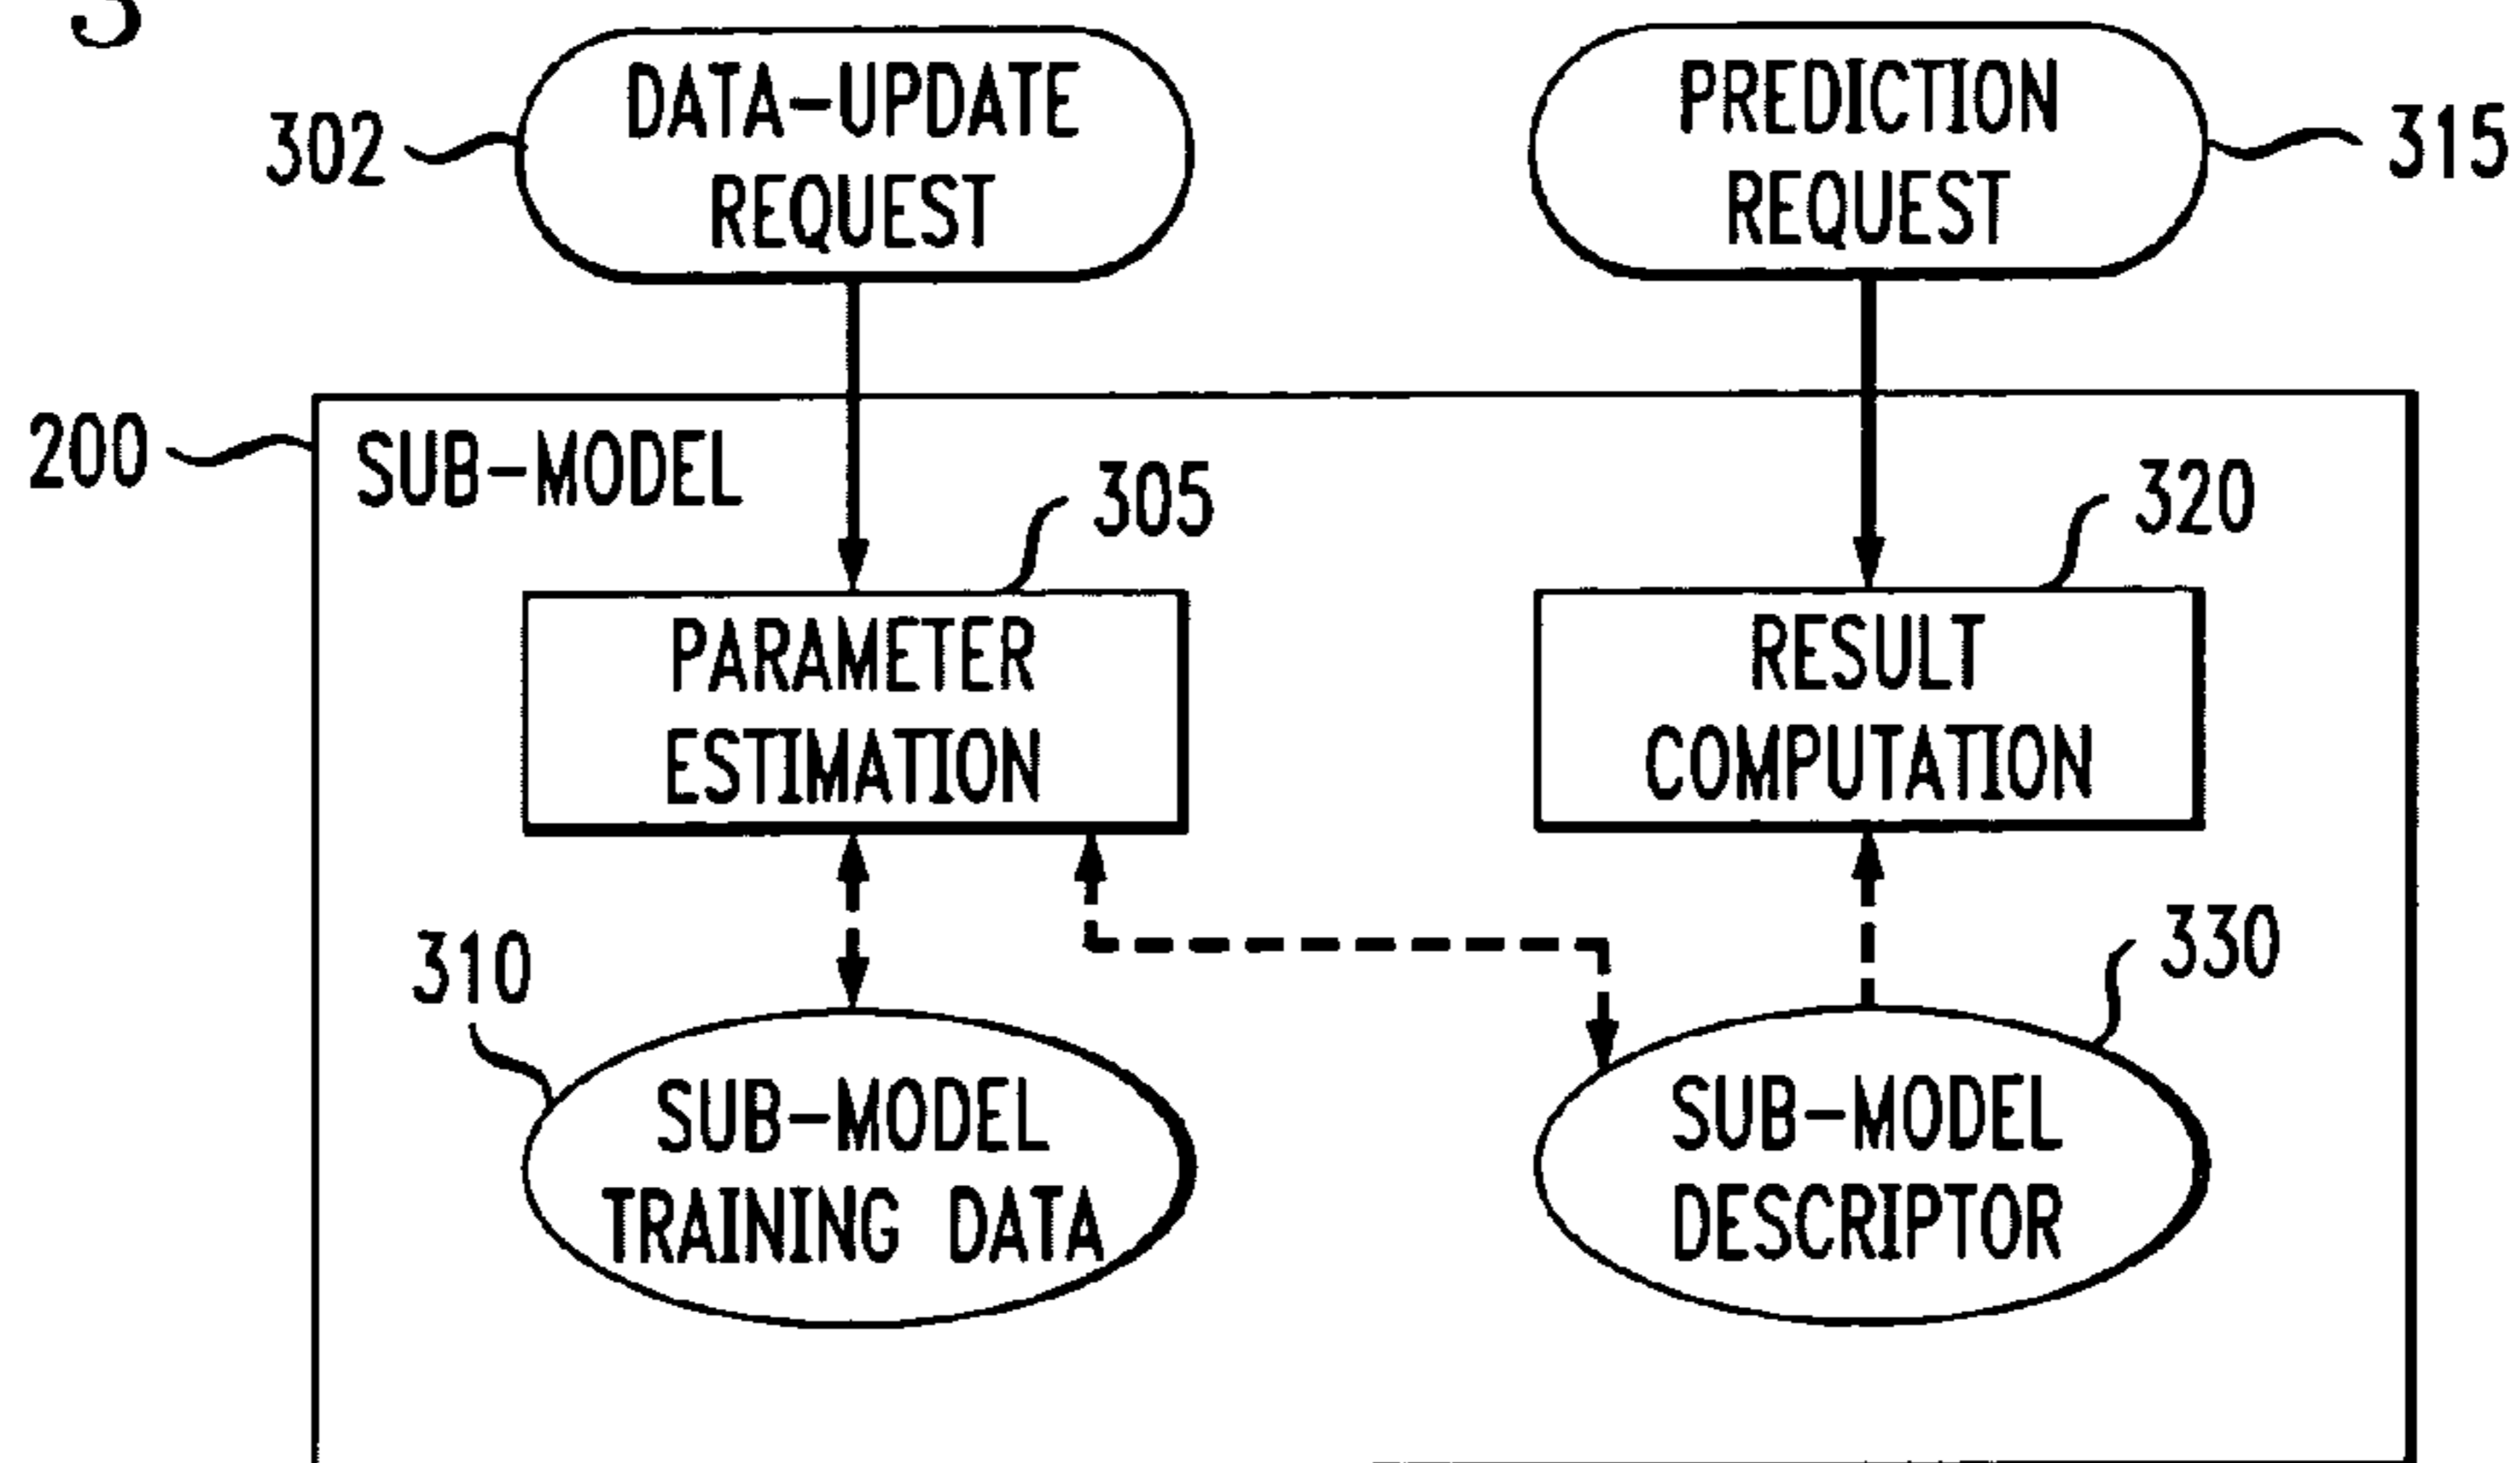 302
DATA-UPDATE
REQUEST
PREDICTION
REQUEST
315
200
SUB-MODEL
305
320
PARAMETER
ESTIMATION
RESULT
COMPUTATION
310
330
SUB-MODEL
TRAINING DATA
SUB-MODEL
DESCRIPTOR